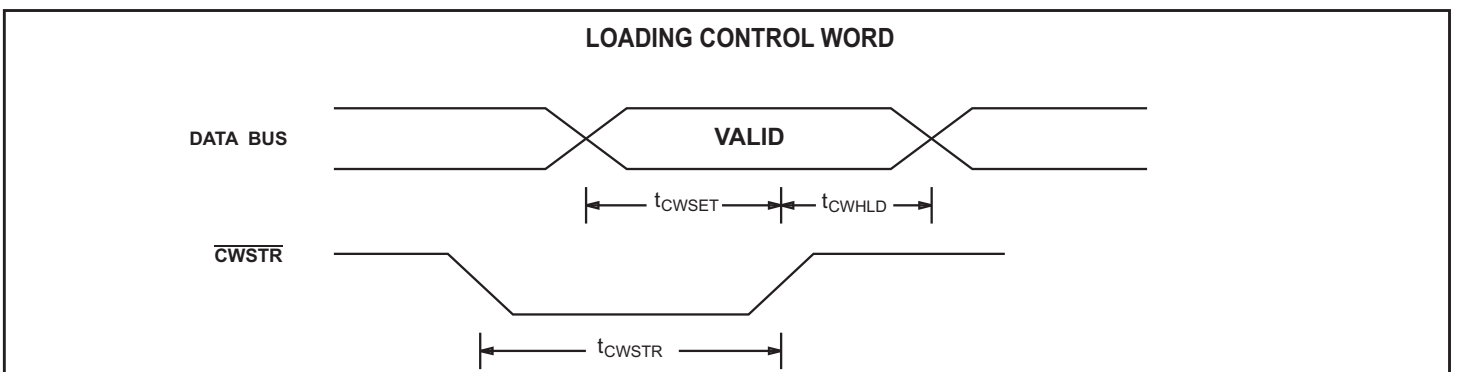 LOADING CONTROL WORD
DATA BUS
VALID
tCWSET
tCWHLD
CWSTR
tCWSTR